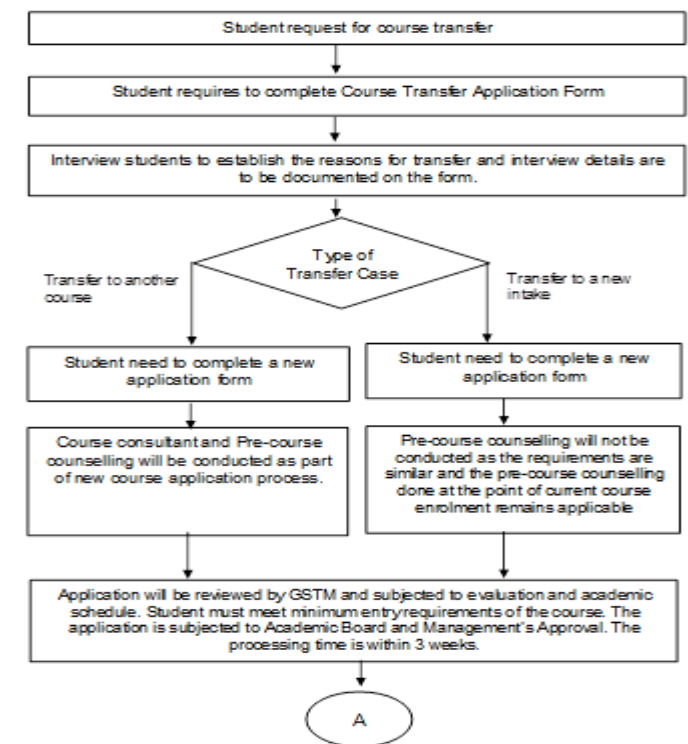 Student request for course transfer
Student requires to complete Course Transfer Application Form
Interview students to establish the reasons for transfer and interview details are
to be documented on the form.
Type of
Transfer Case
Transfer to another
course
Transfer to a new
intake
Student need to complete a new
application form
Student need to complete a new
application form
Course consultant and Pre-course
counselling will be conducted as part
of new course application process.
Pre-course counselling will not be
conducted as the requirements are
similar and the pre-course counselling
done at the point of current course
enrolment remains applicable
Application will be reviewed by GSTM and subjected to evaluation and academic
schedule. Student must meet minimum entry requirements of the course. The
application is subjected to Academic Board and Management's Approval. The
processing time is within 3 weeks.
A